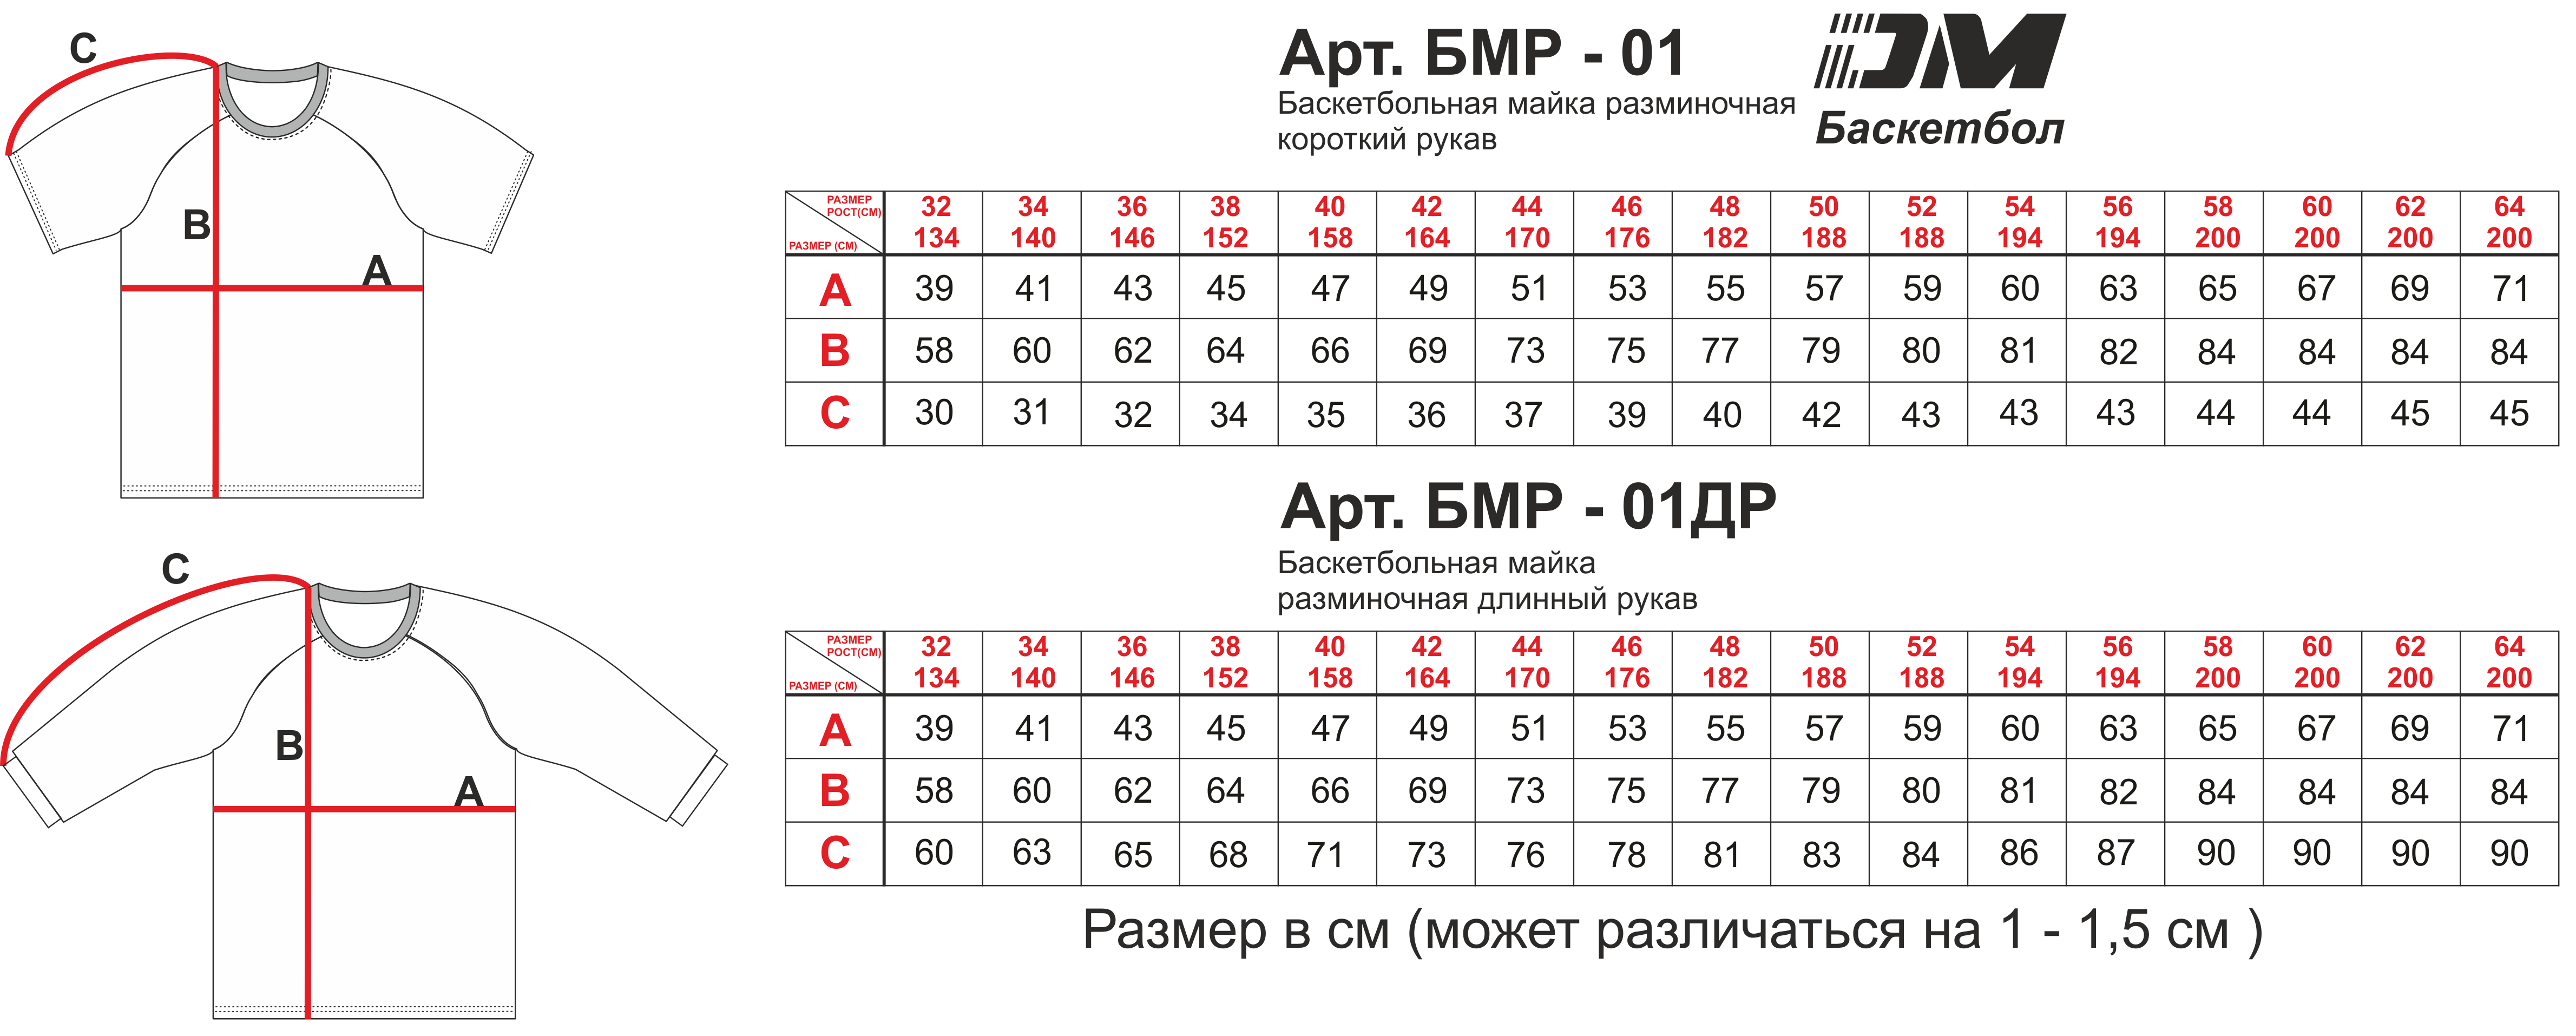 C
B
A
Арт. БМР - 01
Баскетбольная майка разминочная
короткий рукав
DM
Баскетбол
РАЗМЕР
РОСТ(СМ)
РАЗМЕР (СМ)
32 34 36 38 40 42 44 46 48 50 52 54 56 58 60 62 64
134 140 146 152 158 164 170 176 182 188 188 194 194 200 200 200 200
A 39 41 43 45 47 49 51 53 55 57 59 60 63 65 67 69 71
B 58 60 62 64 66 69 73 75 77 79 80 81 82 84 84 84 84
C 30 31 32 34 35 36 37 39 40 42 43 43 43 44 44 45 45
C
B
A
Арт. БМР - 01ДР
Баскетбольная майка
разминочная длинный рукав
РАЗМЕР
РОСТ(СМ)
РАЗМЕР (СМ)
32 34 36 38 40 42 44 46 48 50 52 54 56 58 60 62 64
134 140 146 152 158 164 170 176 182 188 188 194 194 200 200 200 200
A 39 41 43 45 47 49 51 53 55 57 59 60 63 65 67 69 71
B 58 60 62 64 66 69 73 75 77 79 80 81 82 84 84 84 84
C 60 63 65 68 71 73 76 78 81 83 84 86 87 90 90 90 90
Размер в см (может различаться на 1 - 1,5 см )